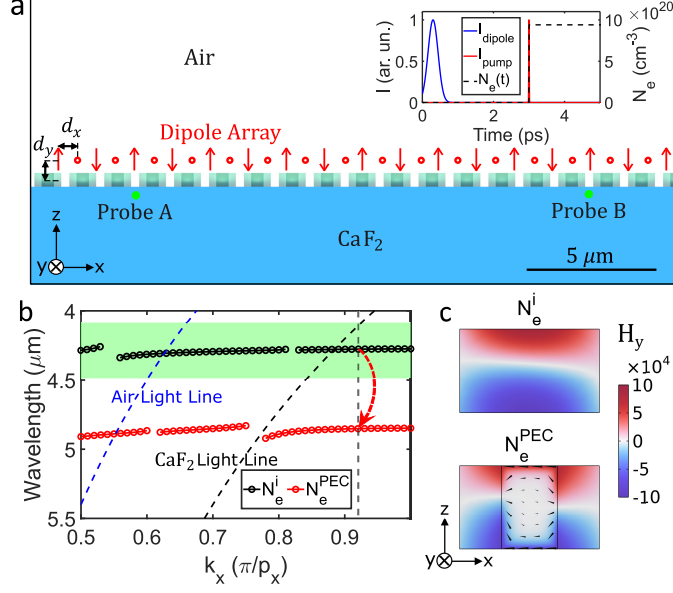 a
Air
I (ar. un.)
1
0.5
0
I_dipole
I_pump
N_e(t)
10 ×10^20
5
0
N_e (cm^-3)
0 2 4
Time (ps)
d_x
d_y
Dipole Array
Probe A
Probe B
z
y x
CaF_2
5 μm
b
Wavelength (μm)
4
4.5
5
5.5
Air Light Line
CaF_2 Light Line
N_e^i N_e^PEC
0.5 0.6 0.7 0.8 0.9
k_x (π/p_x)
c
N_e^i
H_y
×10^4
10
5
0
-5
-10
N_e^PEC
z
y x